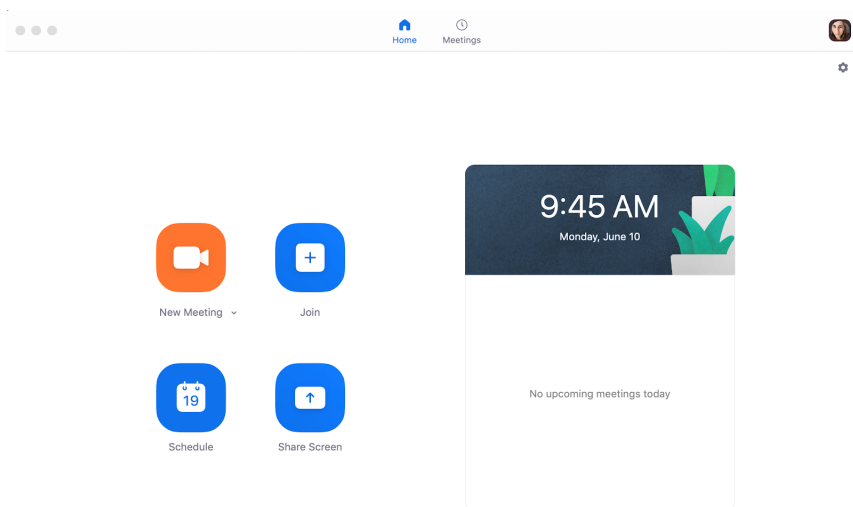 Home
Meetings
9:45 AM
Monday, June 10
New Meeting
Join
19
Schedule
Share Screen
No upcoming meetings today